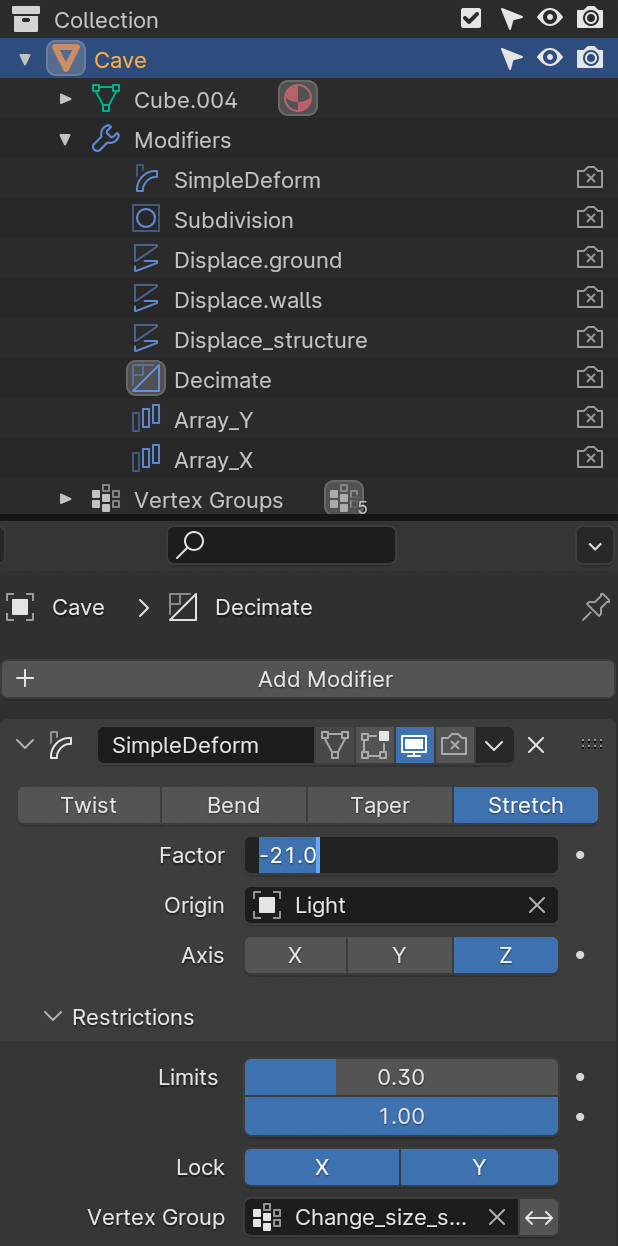 Collection
Cave
Cube.004
Modifiers
SimpleDeform
Subdivision
Displace.ground
Displace.walls
Displace_structure
Decimate
Array_Y
Array_X
Vertex Groups 5
Cave > Decimate
+ Add Modifier
SimpleDeform
Twist Bend Taper Stretch
Factor -21.0
Origin Light
Axis X Y Z
Restrictions
Limits 0.30
1.00
Lock X Y
Vertex Group Change_size_s...